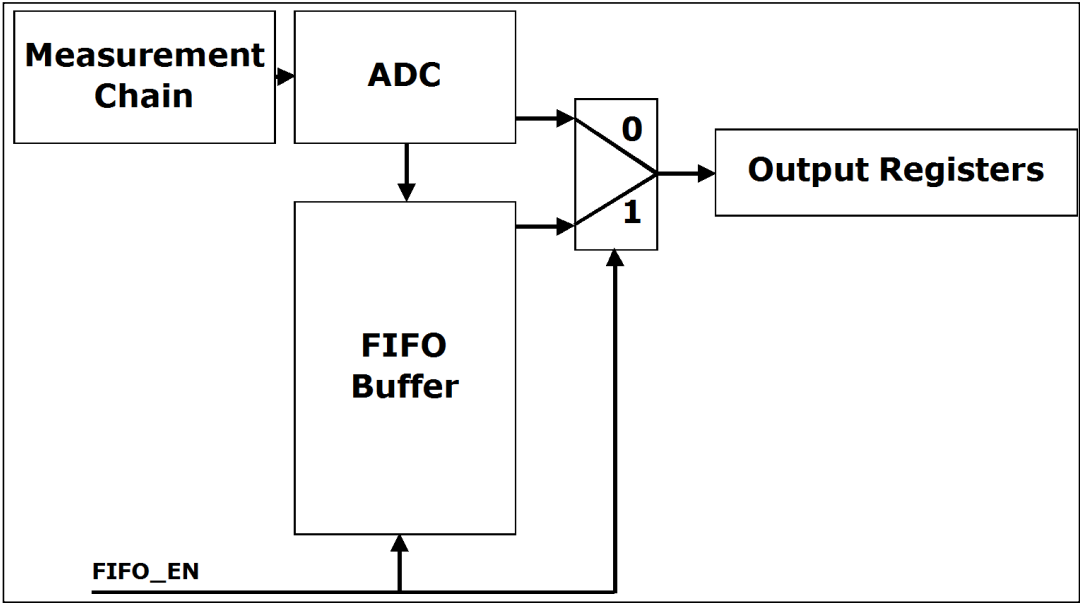 Measurement
Chain
ADC
0
1
Output Registers
FIFO
Buffer
FIFO_EN